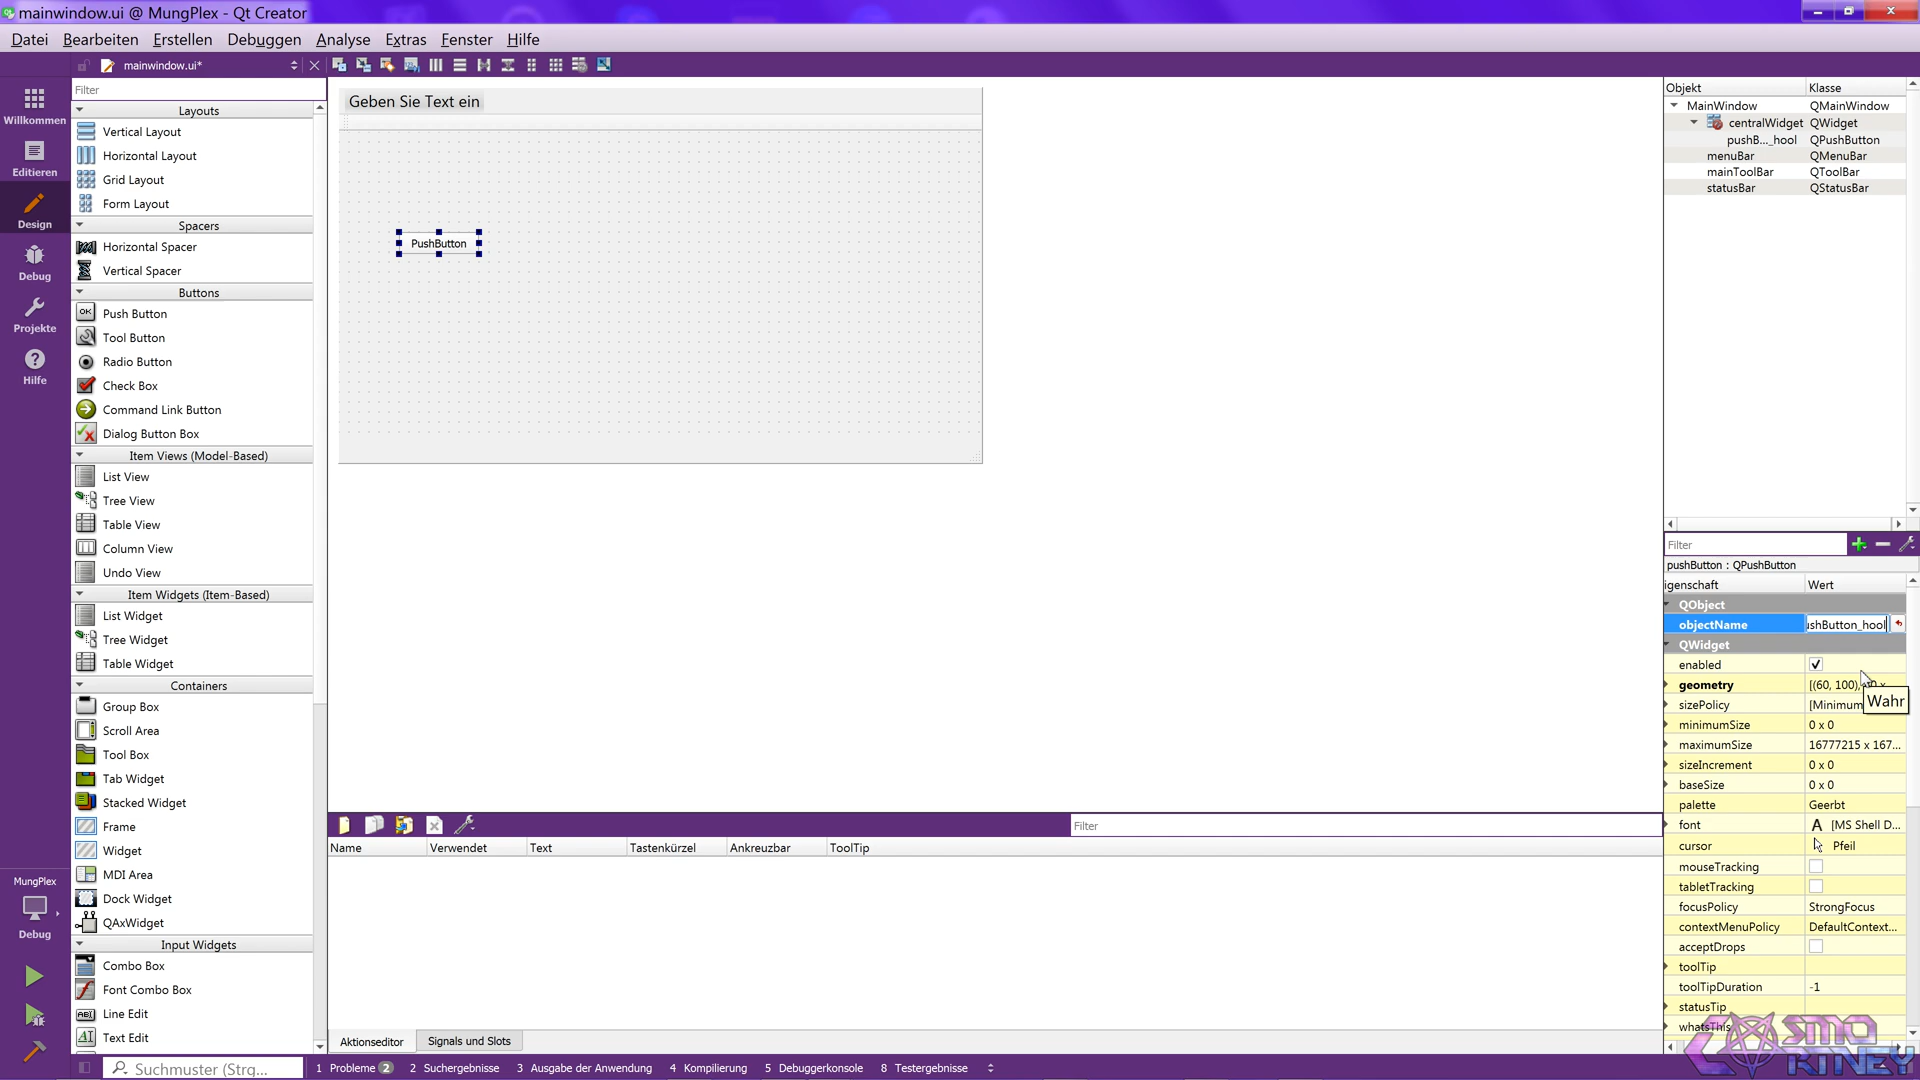 mainwindow.ui @ MungPlex - Qt Creator
Datei Bearbeiten Erstellen Debuggen Analyse Extras Fenster Hilfe
mainwindow.ui*
Willkommen
Editieren
Design
Debug
Projekte
Hilfe
MungPlex
Debug
Filter
Layouts
Vertical Layout
Horizontal Layout
Grid Layout
Form Layout
Spacers
Horizontal Spacer
Vertical Spacer
Buttons
OK Push Button
Tool Button
Radio Button
Check Box
Command Link Button
Dialog Button Box
Item Views (Model-Based)
List View
Tree View
Table View
Column View
Undo View
Item Widgets (Item-Based)
List Widget
Tree Widget
Table Widget
Containers
Group Box
Scroll Area
Tool Box
Tab Widget
Stacked Widget
Frame
Widget
MDI Area
Dock Widget
QAxWidget
Input Widgets
Combo Box
Font Combo Box
Line Edit
Text Edit
Geben Sie Text ein
PushButton
Filter
Name Verwendet Text Tastenkürzel Ankreuzbar ToolTip
Aktionseditor Signals und Slots
Objekt Klasse
MainWindow QMainWindow
centralWidget QWidget
pushB..._hool QPushButton
menuBar QMenuBar
mainToolBar QToolBar
statusBar QStatusBar
Filter
pushButton : QPushButton
igenschaft Wert
QObject
objectName ushButton_hool
QWidget
enabled
geometry [(60, 100),
Wahr
sizePolicy [Minimum
minimumSize 0 x 0
maximumSize 16777215 x 167...
sizeIncrement 0 x 0
baseSize 0 x 0
palette Geerbt
font A [MS Shell D...
cursor Pfeil
mouseTracking
tabletTracking
focusPolicy StrongFocus
contextMenuPolicy DefaultContext...
acceptDrops
toolTip
toolTipDuration -1
statusTip
whatsThis
COSMO
CORTNEY
Suchmuster (Strg...
1 Probleme 2 2 Suchergebnisse 3 Ausgabe der Anwendung 4 Kompilierung 5 Debuggerkonsole 8 Testergebnisse